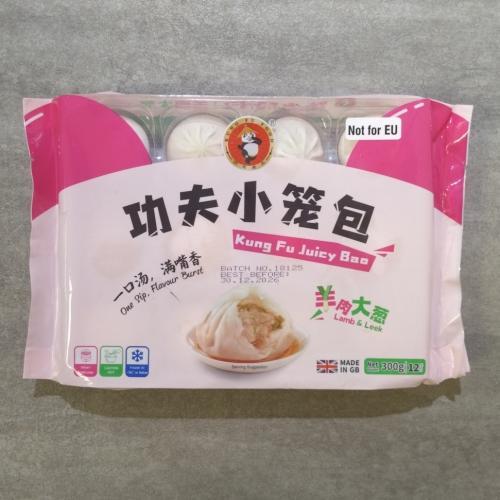 Not for EU
功夫小笼包
Kung Fu Juicy Bao
一口汤，满嘴香
One Sip, Flavour Burst
BATCH NO.18125
BEST BEFORE:
30.12.2026
羊肉大葱
Lamb & Leek
Serving Suggestion
MADE
IN GB
Net 300g 12